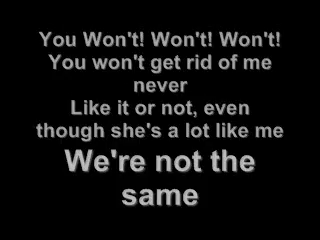 You Won't! Won't! Won't!
You won't get rid of me
never
Like it or not, even
though she's a lot like me
We're not the
same